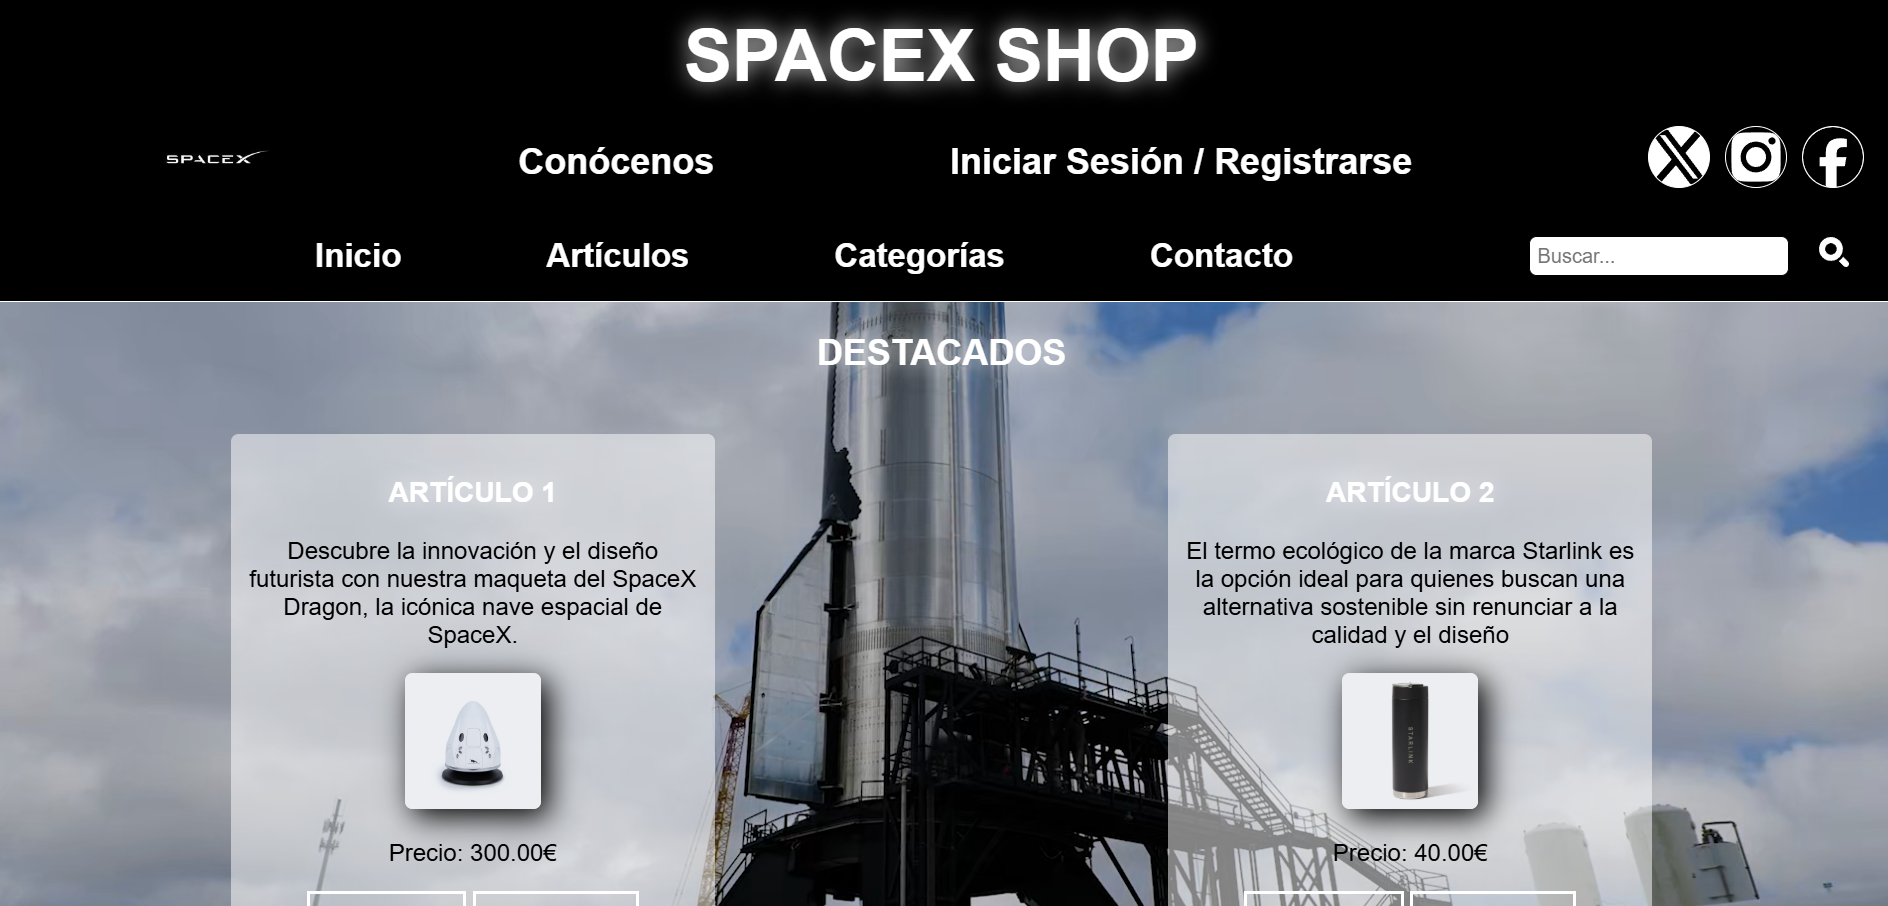 SPACEX SHOP
SPACEX
Conócenos
Iniciar Sesión / Registrarse
Inicio
Artículos
Categorías
Contacto
Buscar...
DESTACADOS
ARTÍCULO 1
Descubre la innovación y el diseño
futurista con nuestra maqueta del SpaceX
Dragon, la icónica nave espacial de
SpaceX.
Precio: 300.00€
ARTÍCULO 2
El termo ecológico de la marca Starlink es
la opción ideal para quienes buscan una
alternativa sostenible sin renunciar a la
calidad y el diseño
STARLINK
Precio: 40.00€